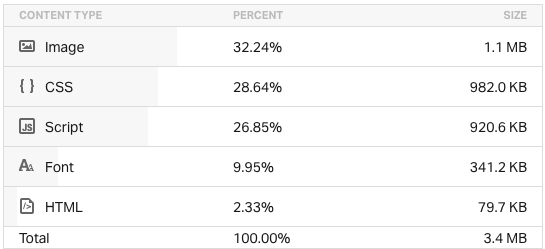 CONTENT TYPE PERCENT SIZE
Image 32.24% 1.1 MB
{ } CSS 28.64% 982.0 KB
JS Script 26.85% 920.6 KB
AA Font 9.95% 341.2 KB
</> HTML 2.33% 79.7 KB
Total 100.00% 3.4 MB